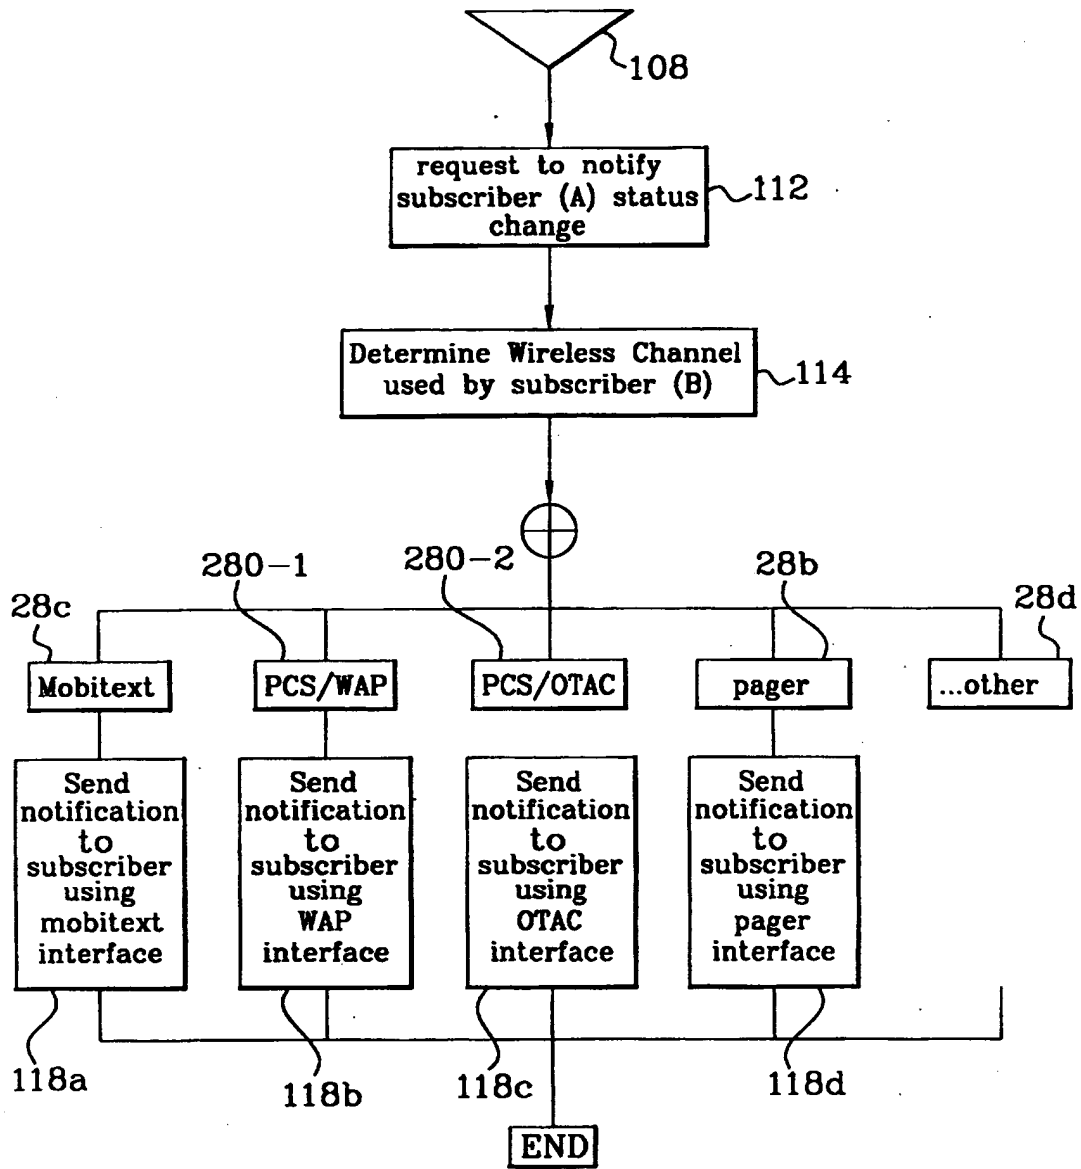 108
request to notify
subscriber (A) status
change
112
Determine Wireless Channel
used by subscriber (B)
114
280-1
280-2
28b
28c
28d
Mobitext
PCS/WAP
PCS/OTAC
pager
...other
Send
notification
to
subscriber
using
mobitext
interface
Send
notification
to
subscriber
using
WAP
interface
Send
notification
to
subscriber
using
OTAC
interface
Send
notification
to
subscriber
using
pager
interface
118a
118b
118c
118d
END